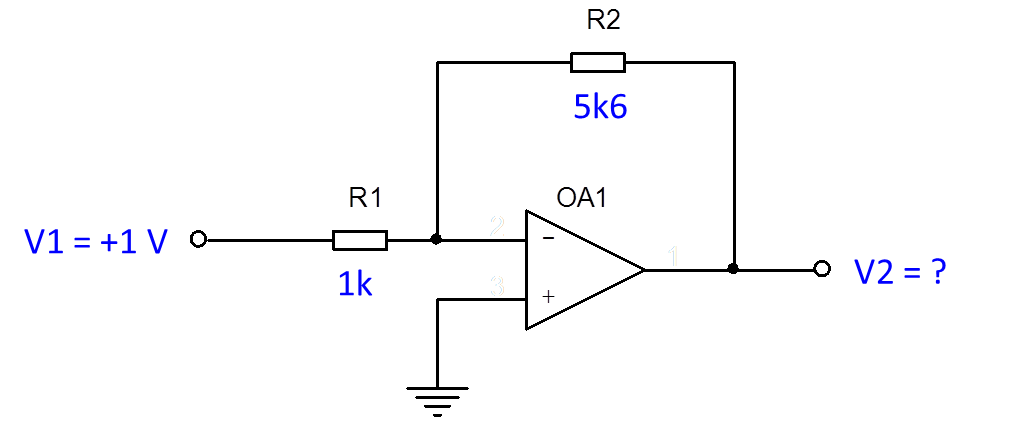 R2
5k6
R1
OA1
V1 = +1 V
2
−
1k
3
+
1
V2 = ?